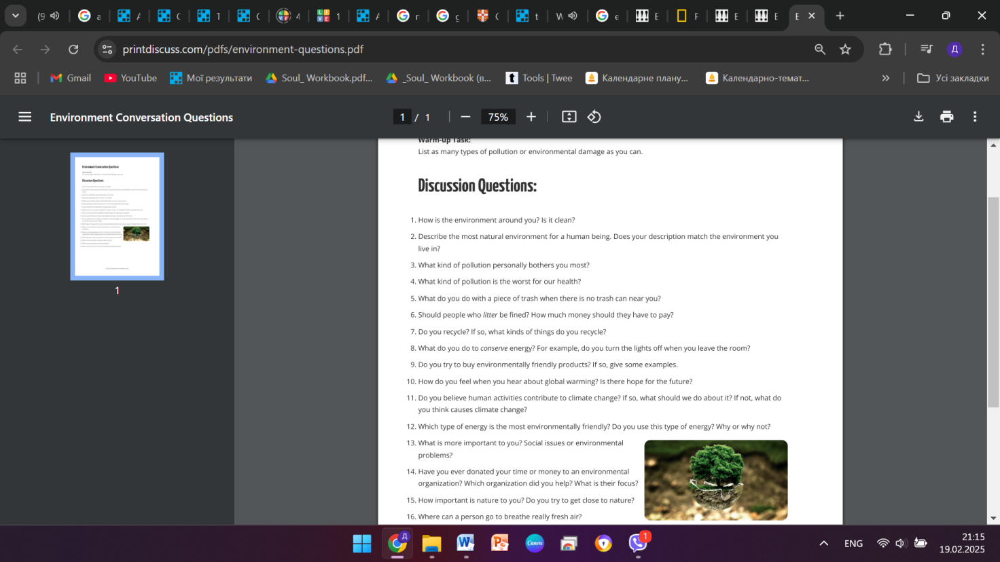 (9
a
A
C
T
C
4
LIVE
1
A
n
g
C
t
W
e
E
F
E
E
E
printdiscuss.com/pdfs/environment-questions.pdf
Д
Gmail
YouTube
Мої результати
Soul_ Workbook.pdf...
_Soul_ Workbook (в...
t
Tools | Twee
Календарне плану...
Календарно-темат...
»
Усі закладки
Environment Conversation Questions
1 / 1
75%
1
Warm-up Task:
List as many types of pollution or environmental damage as you can.
Discussion Questions:
1. How is the environment around you? Is it clean?
2. Describe the most natural environment for a human being. Does your description match the environment you
live in?
3. What kind of pollution personally bothers you most?
4. What kind of pollution is the worst for our health?
5. What do you do with a piece of trash when there is no trash can near you?
6. Should people who litter be fined? How much money should they have to pay?
7. Do you recycle? If so, what kinds of things do you recycle?
8. What do you do to conserve energy? For example, do you turn the lights off when you leave the room?
9. Do you try to buy environmentally friendly products? If so, give some examples.
10. How do you feel when you hear about global warming? Is there hope for the future?
11. Do you believe human activities contribute to climate change? If so, what should we do about it? If not, what do
you think causes climate change?
12. Which type of energy is the most environmentally friendly? Do you use this type of energy? Why or why not?
13. What is more important to you? Social issues or environmental
problems?
14. Have you ever donated your time or money to an environmental
organization? Which organization did you help? What is their focus?
15. How important is nature to you? Do you try to get close to nature?
16. Where can a person go to breathe really fresh air?
Д
W
P
Canva
1
ENG
21:15
19.02.2025